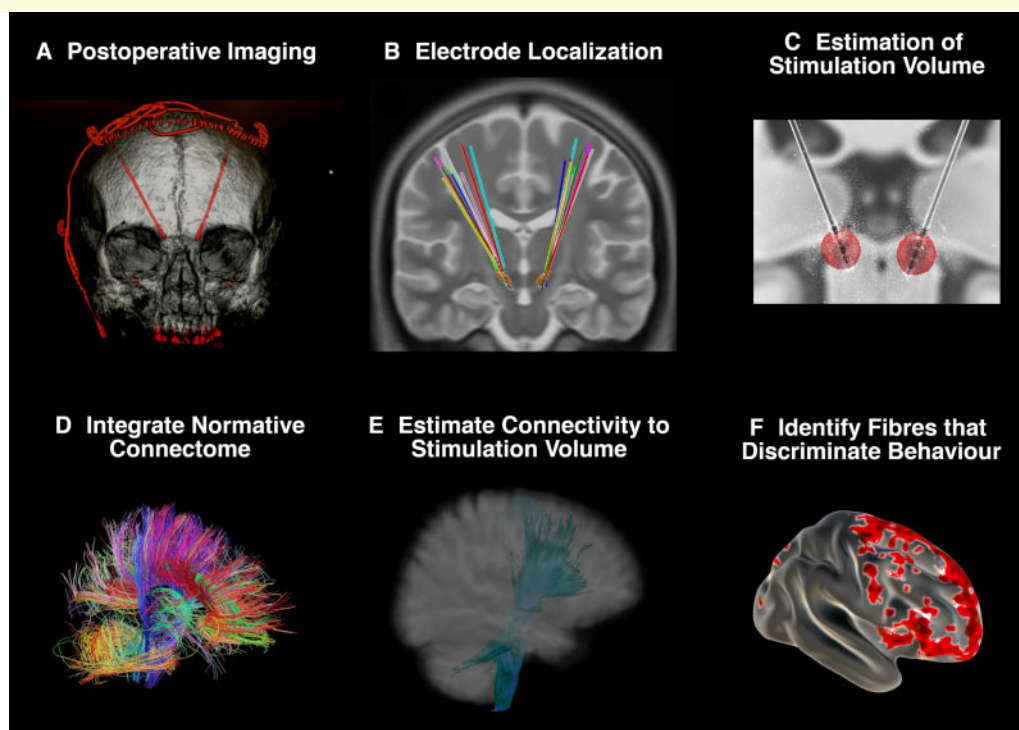 A Postoperative Imaging
B Electrode Localization
C Estimation of
Stimulation Volume
D Integrate Normative
Connectome
E Estimate Connectivity to
Stimulation Volume
F Identify Fibres that
Discriminate Behaviour